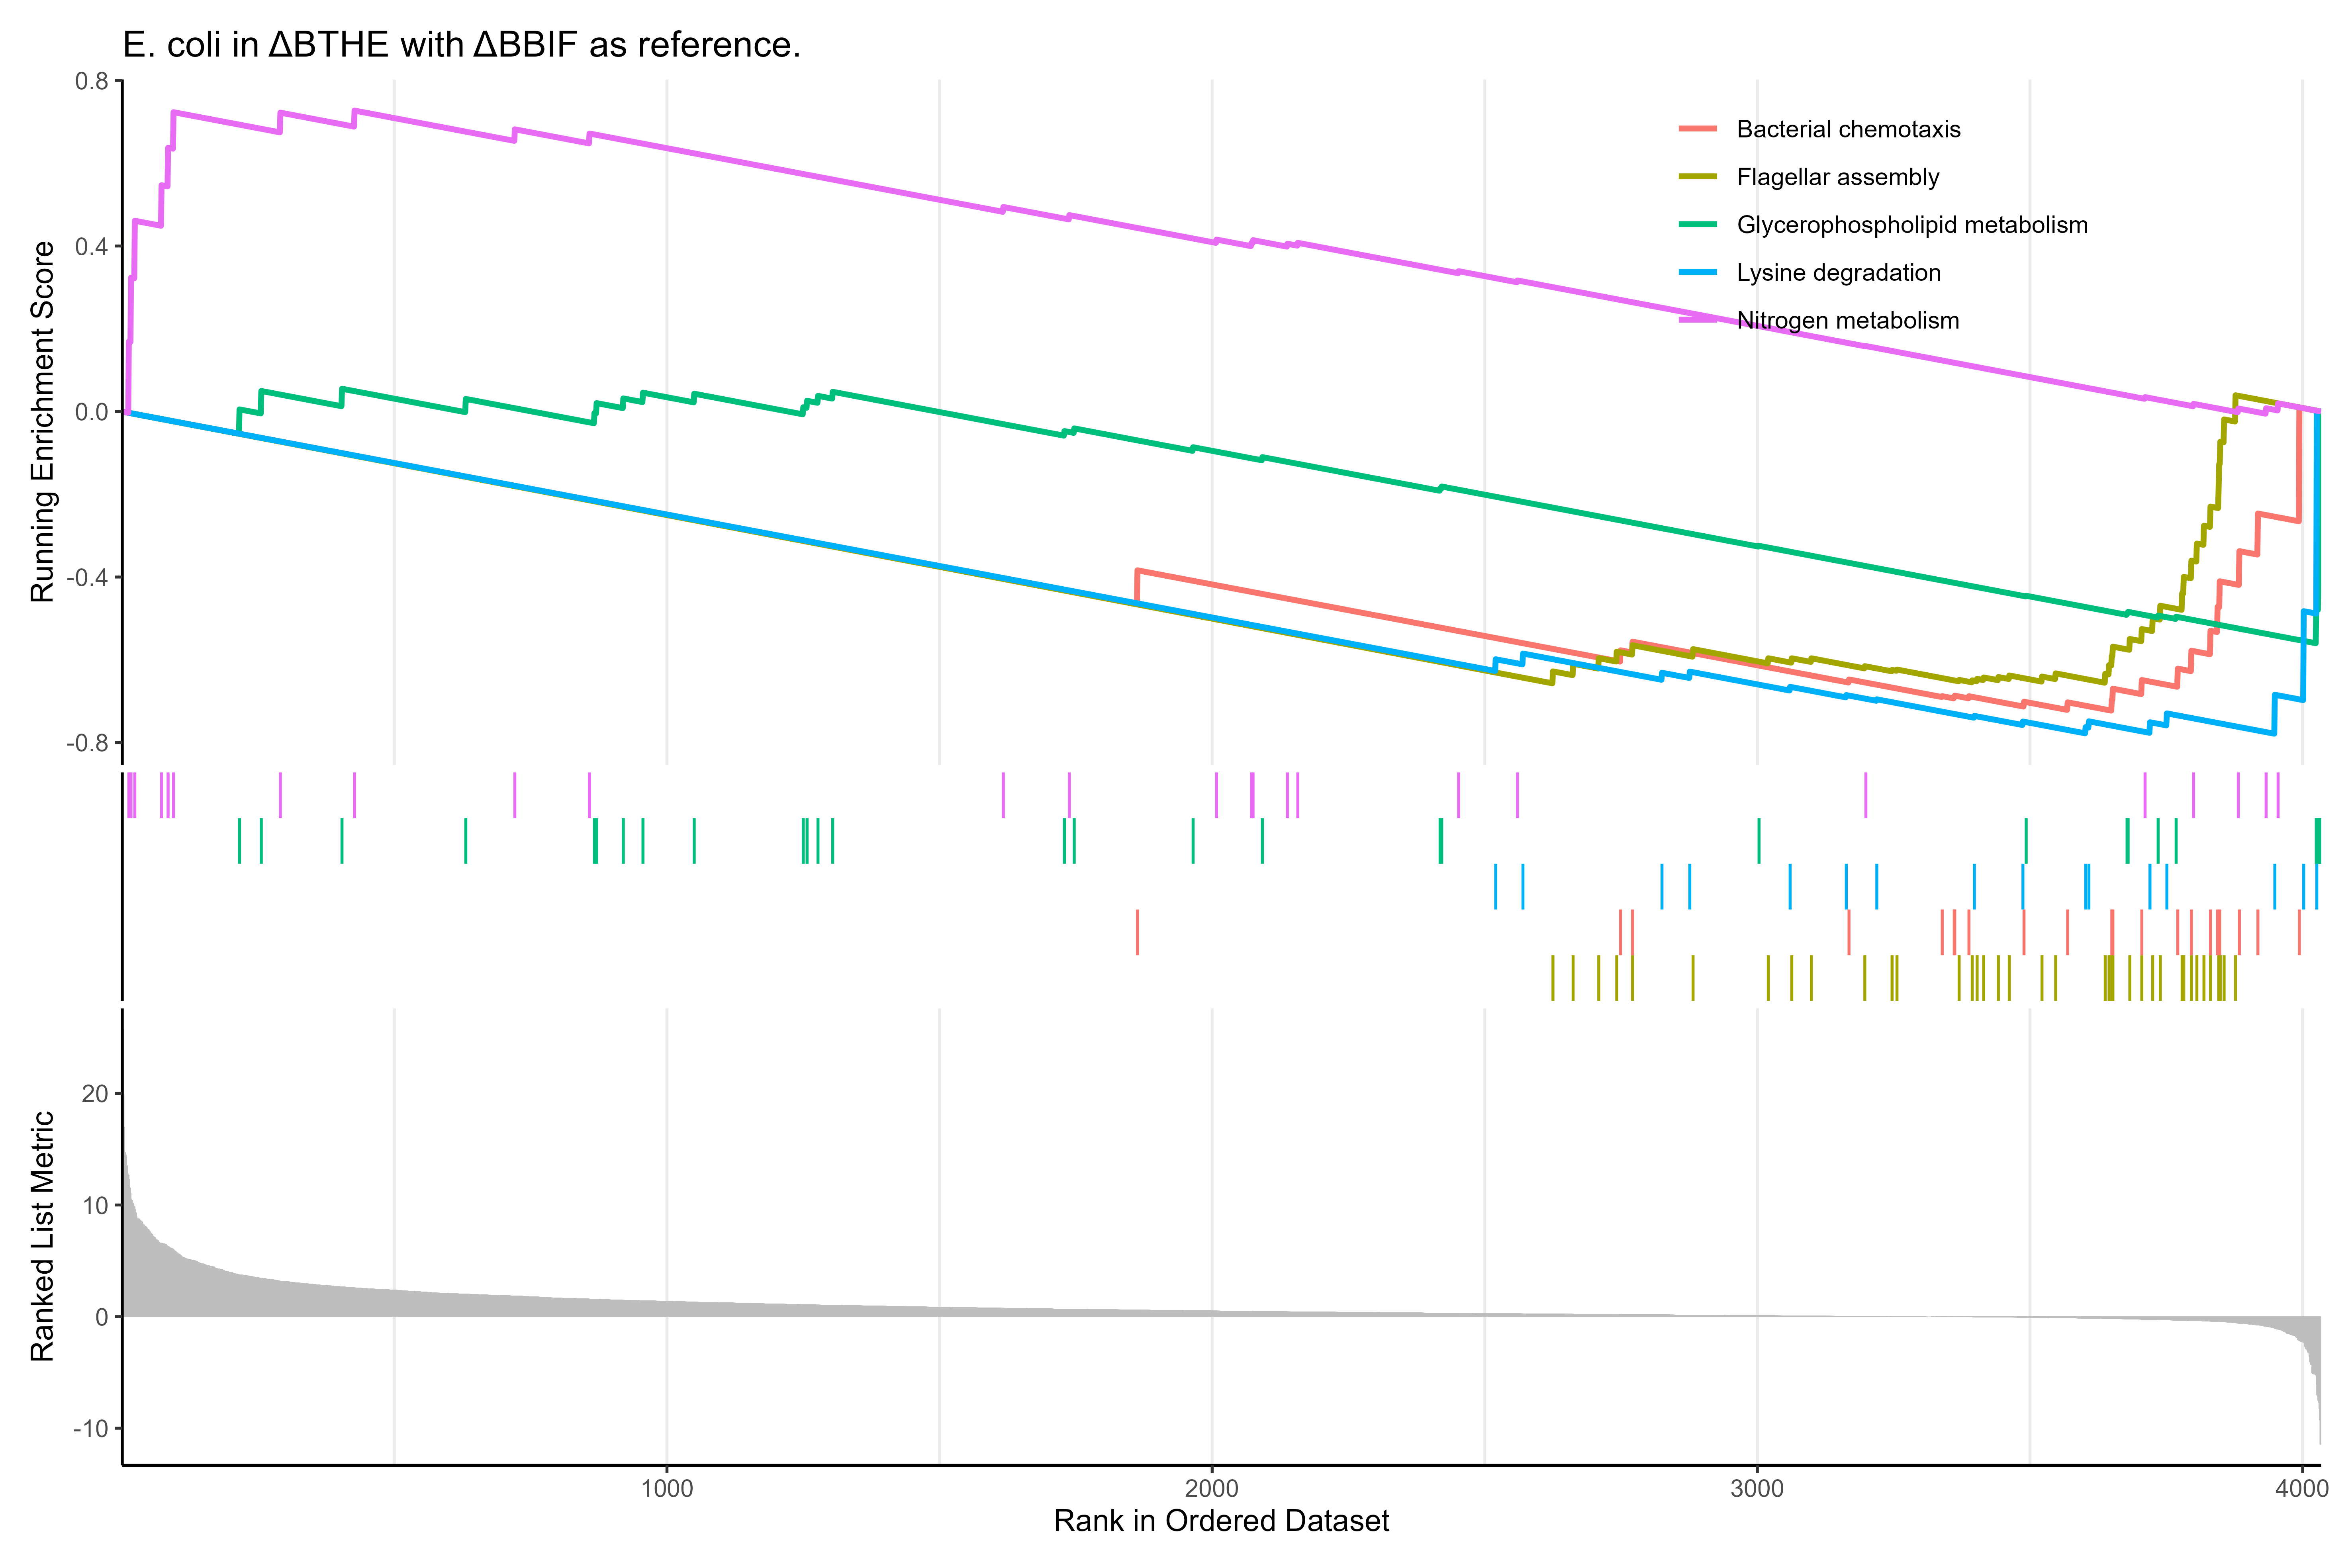 E. coli in ΔBTHE with ΔBBIF as reference.
Running Enrichment Score
0.8
0.4
0.0
-0.4
-0.8
Bacterial chemotaxis
Flagellar assembly
Glycerophospholipid metabolism
Lysine degradation
Nitrogen metabolism
Ranked List Metric
20
10
0
-10
1000
2000
3000
4000
Rank in Ordered Dataset